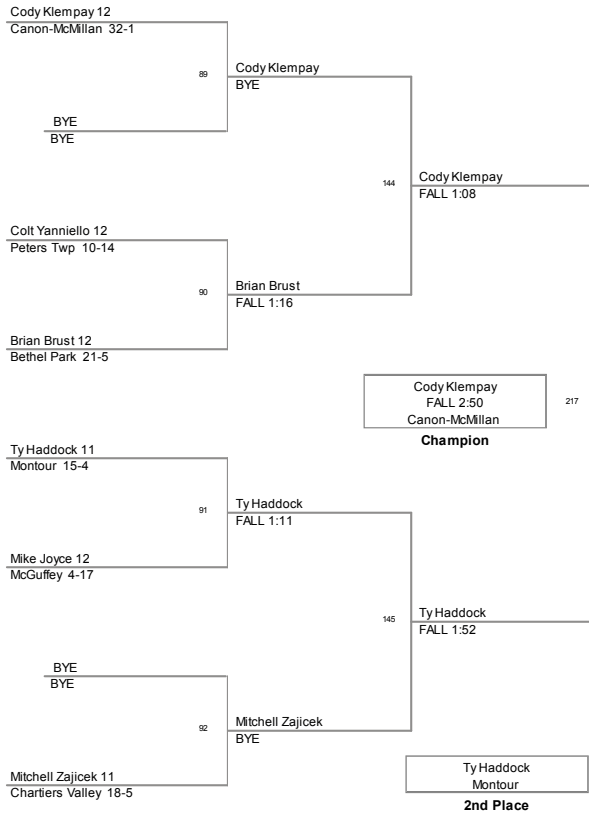 Cody Klempay 12
Canon-McMillan 32-1
89
Cody Klempay
BYE
BYE
BYE
144
Cody Klempay
FALL 1:08
Colt Yanniello 12
Peters Twp 10-14
90
Brian Brust
FALL 1:16
Brian Brust 12
Bethel Park 21-5
Cody Klempay
FALL 2:50
Canon-McMillan
217
Champion
Ty Haddock 11
Montour 15-4
91
Ty Haddock
FALL 1:11
Mike Joyce 12
McGuffey 4-17
145
Ty Haddock
FALL 1:52
BYE
BYE
92
Mitchell Zajicek
BYE
Mitchell Zajicek 11
Chartiers Valley 18-5
Ty Haddock
Montour
2nd Place